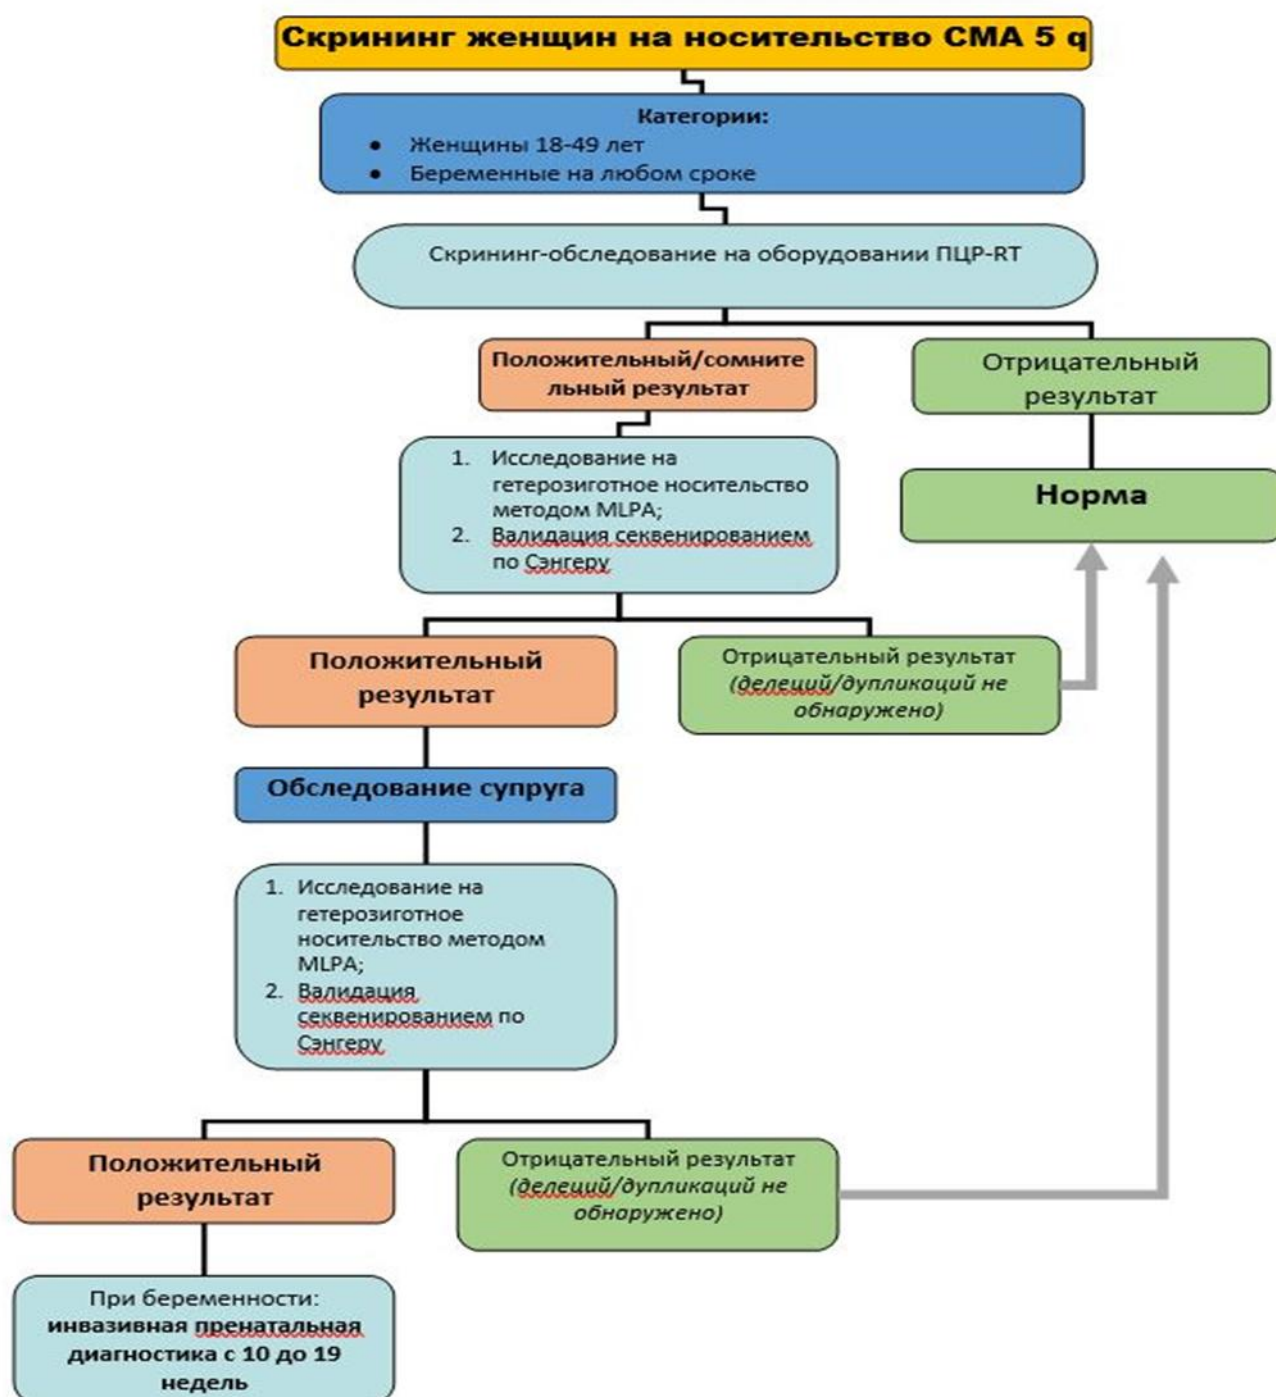 Скрининг женщин на носительство СМА 5 q
Категории:
• Женщины 18-49 лет
• Беременные на любом сроке
Скрининг-обследование на оборудовании ПЦР-RT
Положительный/сомните
льный результат
Отрицательный
результат
1. Исследование на
гетерозиготное носительство
методом MLPA;
2. Валидация секвенированием
по Сэнгеру
Норма
Положительный
результат
Отрицательный результат
(делеций/дупликаций не
обнаружено)
Обследование супруга
1. Исследование на
гетерозиготное
носительство методом
MLPA;
2. Валидация
секвенированием по
Сэнгеру
Положительный
результат
Отрицательный результат
(делеций/дупликаций не
обнаружено)
При беременности:
инвазивная пренатальная
диагностика с 10 до 19
недель